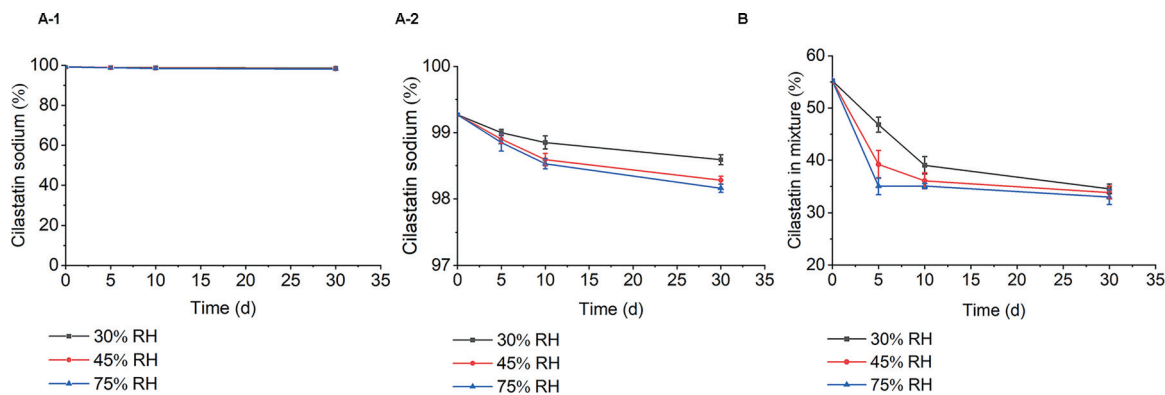 A-1
Cilastatin sodium (%)
100
80
60
40
20
0
0 5 10 15 20 25 30 35
Time (d)
30% RH
45% RH
75% RH
A-2
Cilastatin sodium (%)
100
99
98
97
0 5 10 15 20 25 30 35
Time (d)
30% RH
45% RH
75% RH
B
Cilastatin in mixture (%)
60
50
40
30
20
0 5 10 15 20 25 30 35
Time (d)
30% RH
45% RH
75% RH